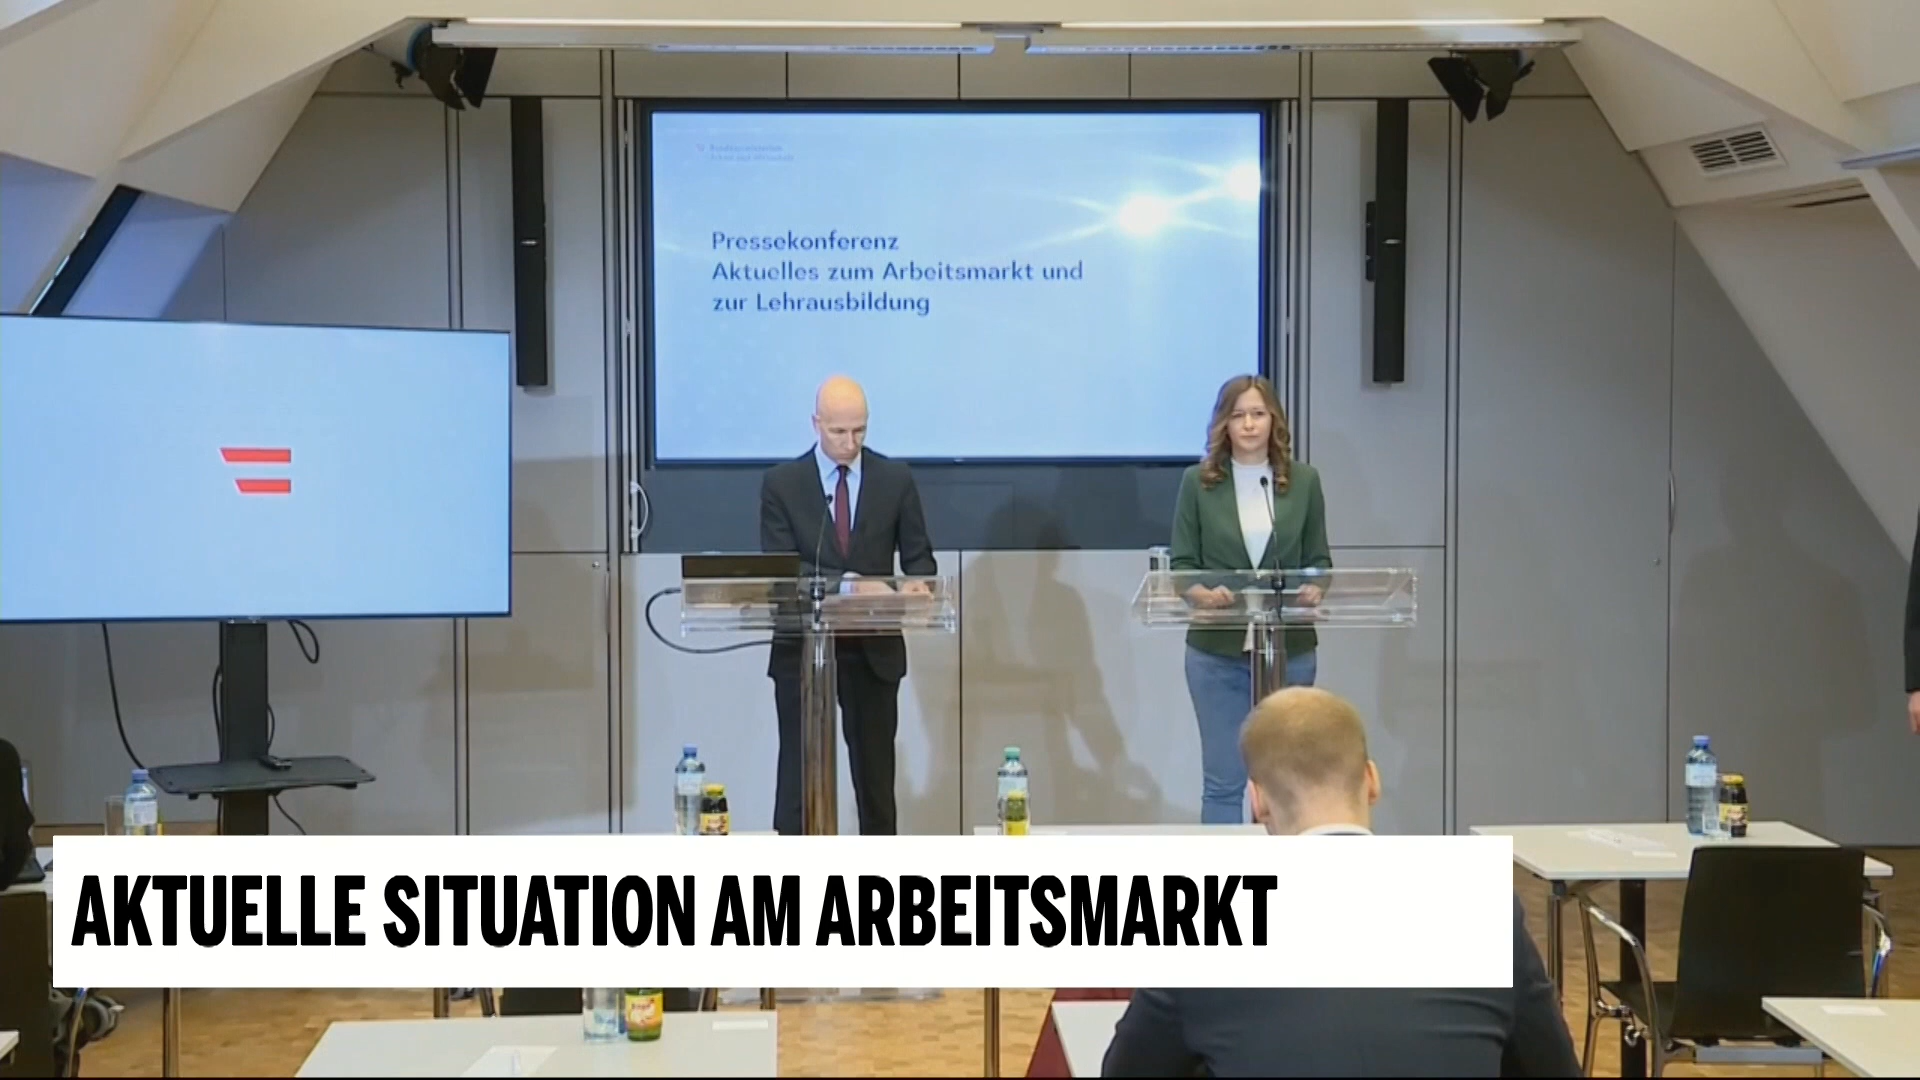 Pressekonferenz
Aktuelles zum Arbeitsmarkt und
zur Lehrausbildung
AKTUELLE SITUATION AM ARBEITSMARKT